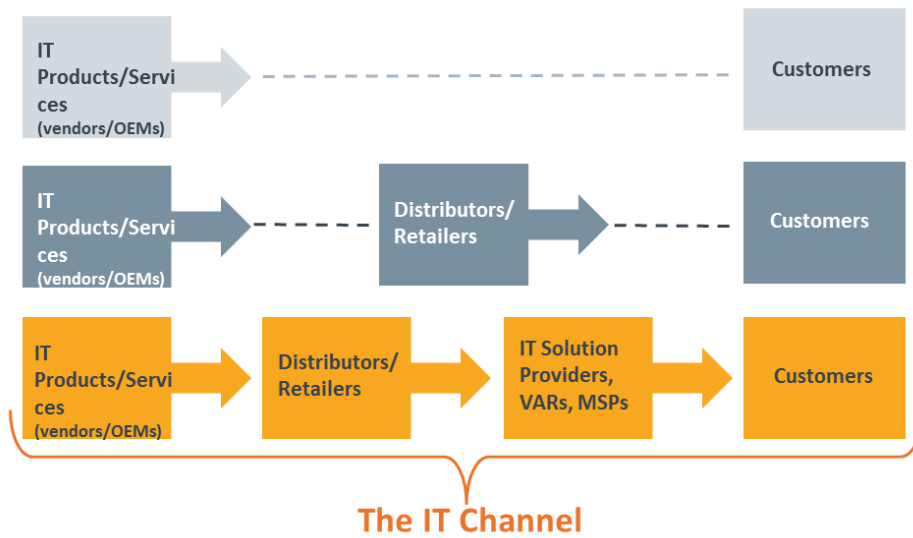 IT
Products/Servi
ces
(vendors/OEMs)
Customers
IT
Products/Servi
ces
(vendors/OEMs)
Distributors/
Retailers
Customers
IT
Products/Servi
ces
(vendors/OEMs)
Distributors/
Retailers
IT Solution
Providers,
VARs, MSPs
Customers
The IT Channel